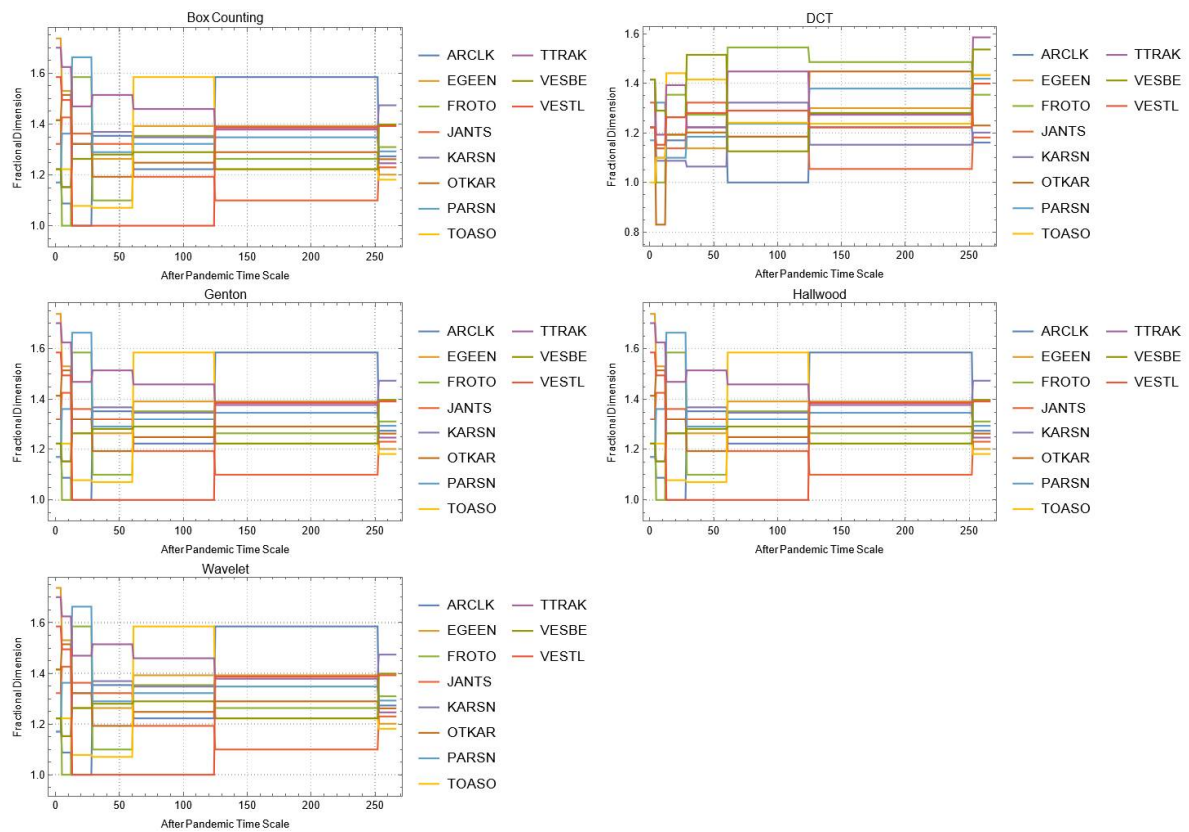 Box Counting
1.6
1.4
1.2
1.0
0
50
100
150
200
250
Fractional Dimension
After Pandemic Time Scale
ARCLK
TTRAK
EGEEN
VESBE
FROTO
VESTL
JANTS
KARSN
OTKAR
PARSN
TOASO
DCT
1.6
1.4
1.2
1.0
0.8
0
50
100
150
200
250
Fractional Dimension
After Pandemic Time Scale
ARCLK
TTRAK
EGEEN
VESBE
FROTO
VESTL
JANTS
KARSN
OTKAR
PARSN
TOASO
Genton
1.6
1.4
1.2
1.0
0
50
100
150
200
250
Fractional Dimension
After Pandemic Time Scale
ARCLK
TTRAK
EGEEN
VESBE
FROTO
VESTL
JANTS
KARSN
OTKAR
PARSN
TOASO
Hallwood
1.6
1.4
1.2
1.0
0
50
100
150
200
250
Fractional Dimension
After Pandemic Time Scale
ARCLK
TTRAK
EGEEN
VESBE
FROTO
VESTL
JANTS
KARSN
OTKAR
PARSN
TOASO
Wavelet
1.6
1.4
1.2
1.0
0
50
100
150
200
250
Fractional Dimension
After Pandemic Time Scale
ARCLK
TTRAK
EGEEN
VESBE
FROTO
VESTL
JANTS
KARSN
OTKAR
PARSN
TOASO